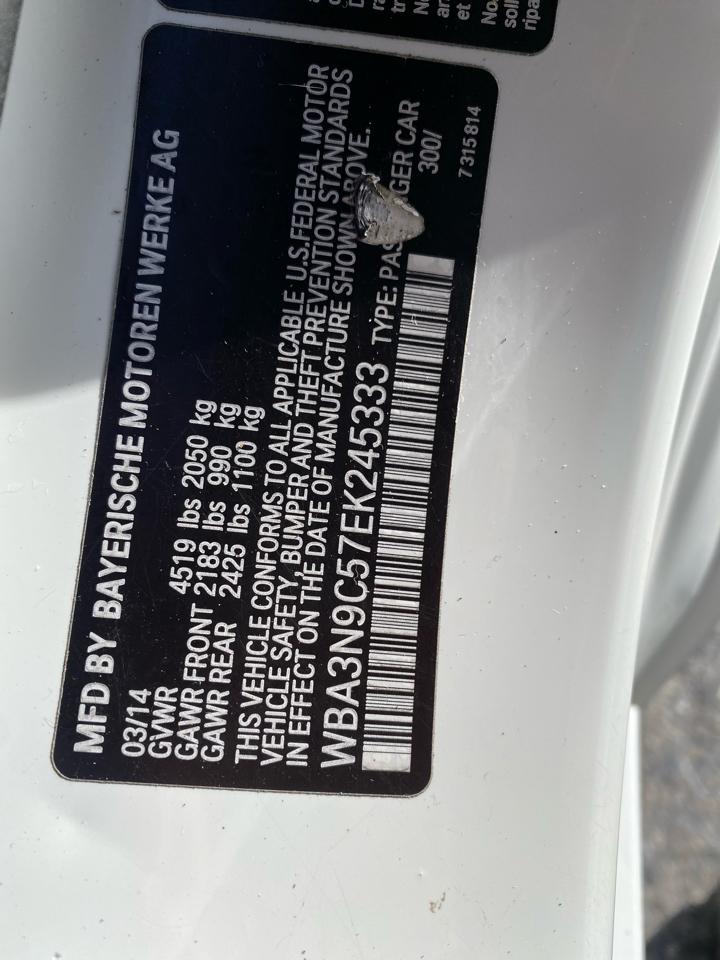 MFD BY BAYERISCHE MOTOREN WERKE AG
03/14
GVWR 4519 lbs 2050 kg
GAWR FRONT 2183 lbs 990 kg
GAWR REAR 2425 lbs 1100 kg
THIS VEHICLE CONFORMS TO ALL APPLICABLE U.S.FEDERAL MOTOR
VEHICLE SAFETY, BUMPER AND THEFT PREVENTION STANDARDS
IN EFFECT ON THE DATE OF MANUFACTURE SHOWN ABOVE.
WBA3N9C57EK245333 TYPE: PAS GER CAR
300/
7 315 814